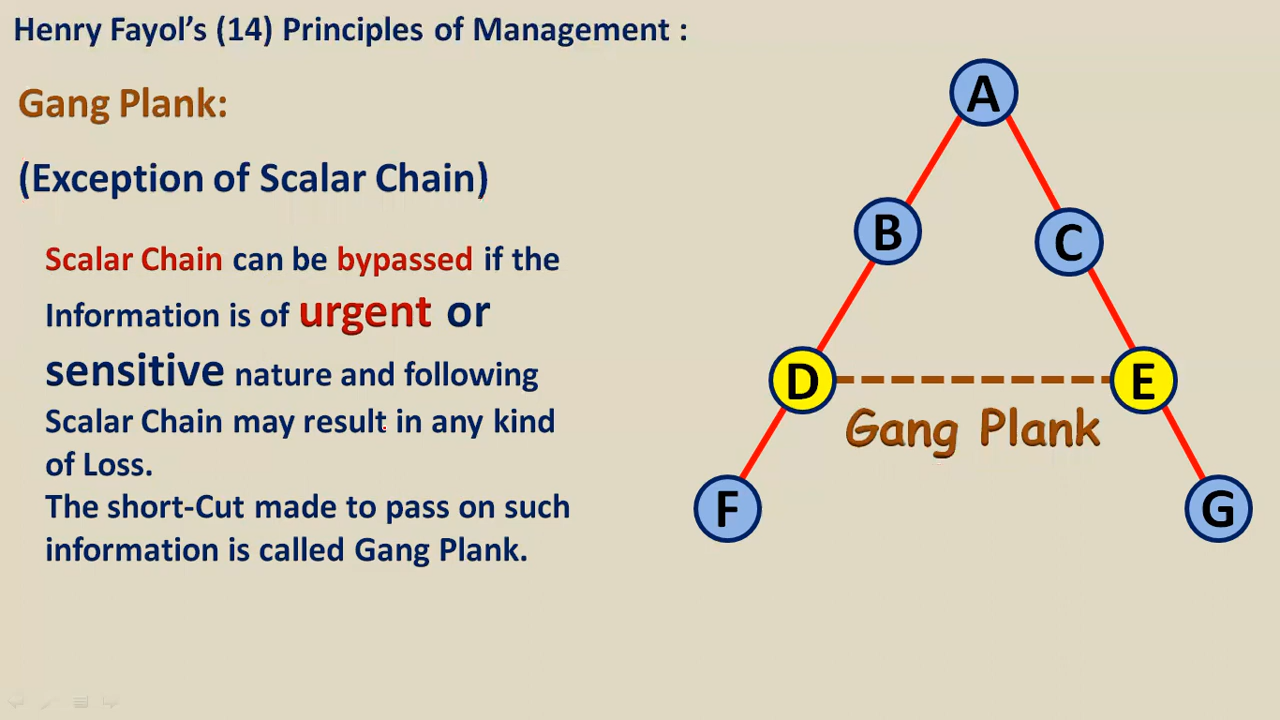 Henry Fayol's (14) Principles of Management :
Gang Plank:
(Exception of Scalar Chain)
Scalar Chain can be bypassed if the
Information is of urgent or
sensitive nature and following
Scalar Chain may result in any kind
of Loss.
The short-Cut made to pass on such
information is called Gang Plank.
A
B
C
D
E
Gang Plank
F
G